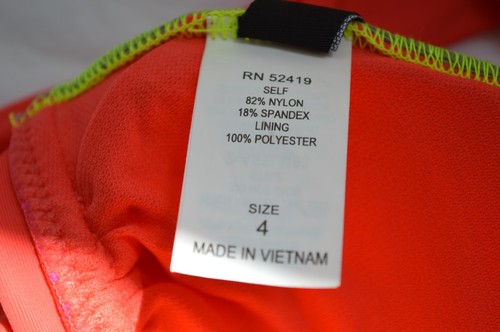 RN 52419
SELF
82% NYLON
18% SPANDEX
LINING
100% POLYESTER
SIZE
4
MADE IN VIETNAM